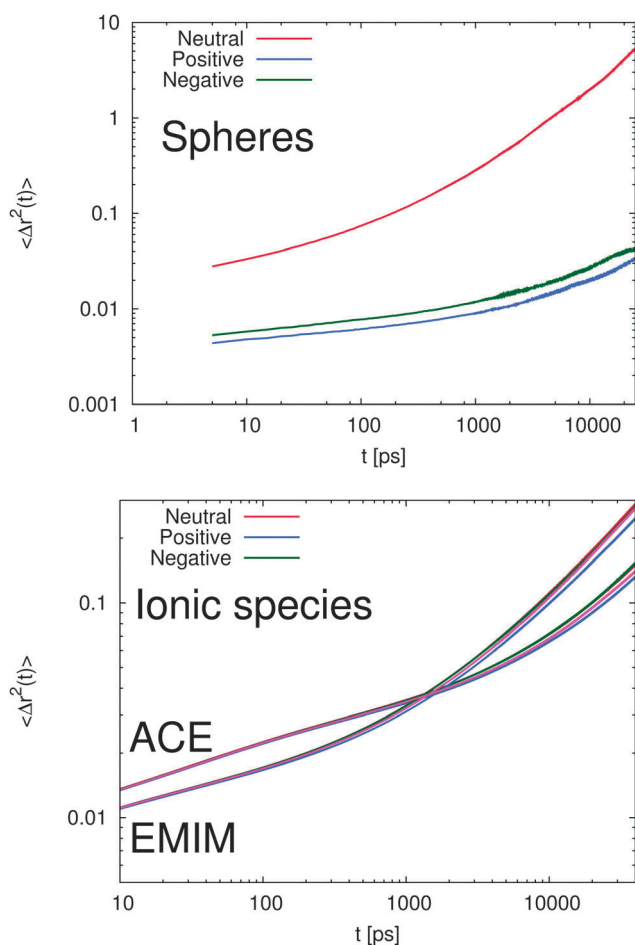 10
1
0.1
0.01
0.001
<Δr²(t)>
Neutral
Positive
Negative
Spheres
1 10 100 1000 10000
t [ps]
0.1
0.01
<Δr²(t)>
Neutral
Positive
Negative
Ionic species
ACE
EMIM
10 100 1000 10000
t [ps]